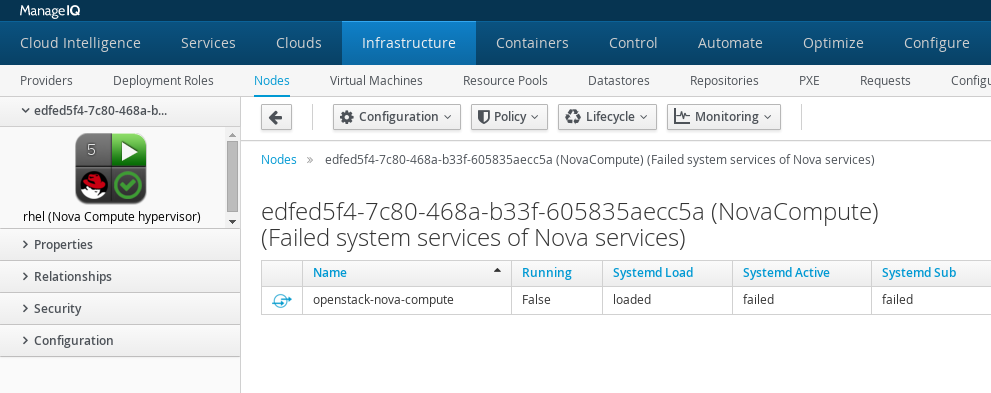 ManageIQ
Cloud Intelligence Services Clouds Infrastructure Containers Control Automate Optimize Configure
Providers Deployment Roles Nodes Virtual Machines Resource Pools Datastores Repositories PXE Requests Configu
edfed5f4-7c80-468a-b...
Configuration Policy Lifecycle Monitoring
5
rhel (Nova Compute hypervisor)
Properties
Relationships
Security
Configuration
Nodes » edfed5f4-7c80-468a-b33f-605835aecc5a (NovaCompute) (Failed system services of Nova services)
edfed5f4-7c80-468a-b33f-605835aecc5a (NovaCompute)
(Failed system services of Nova services)
Name Running Systemd Load Systemd Active Systemd Sub
openstack-nova-compute False loaded failed failed